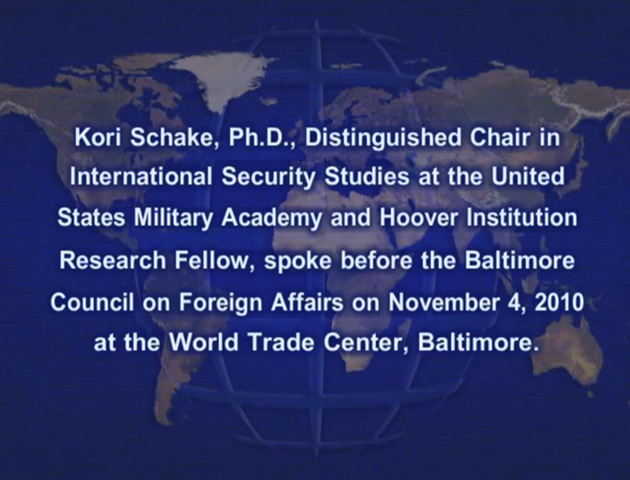 Kori Schake, Ph.D., Distinguished Chair in
International Security Studies at the United
States Military Academy and Hoover Institution
Research Fellow, spoke before the Baltimore
Council on Foreign Affairs on November 4, 2010
at the World Trade Center, Baltimore.